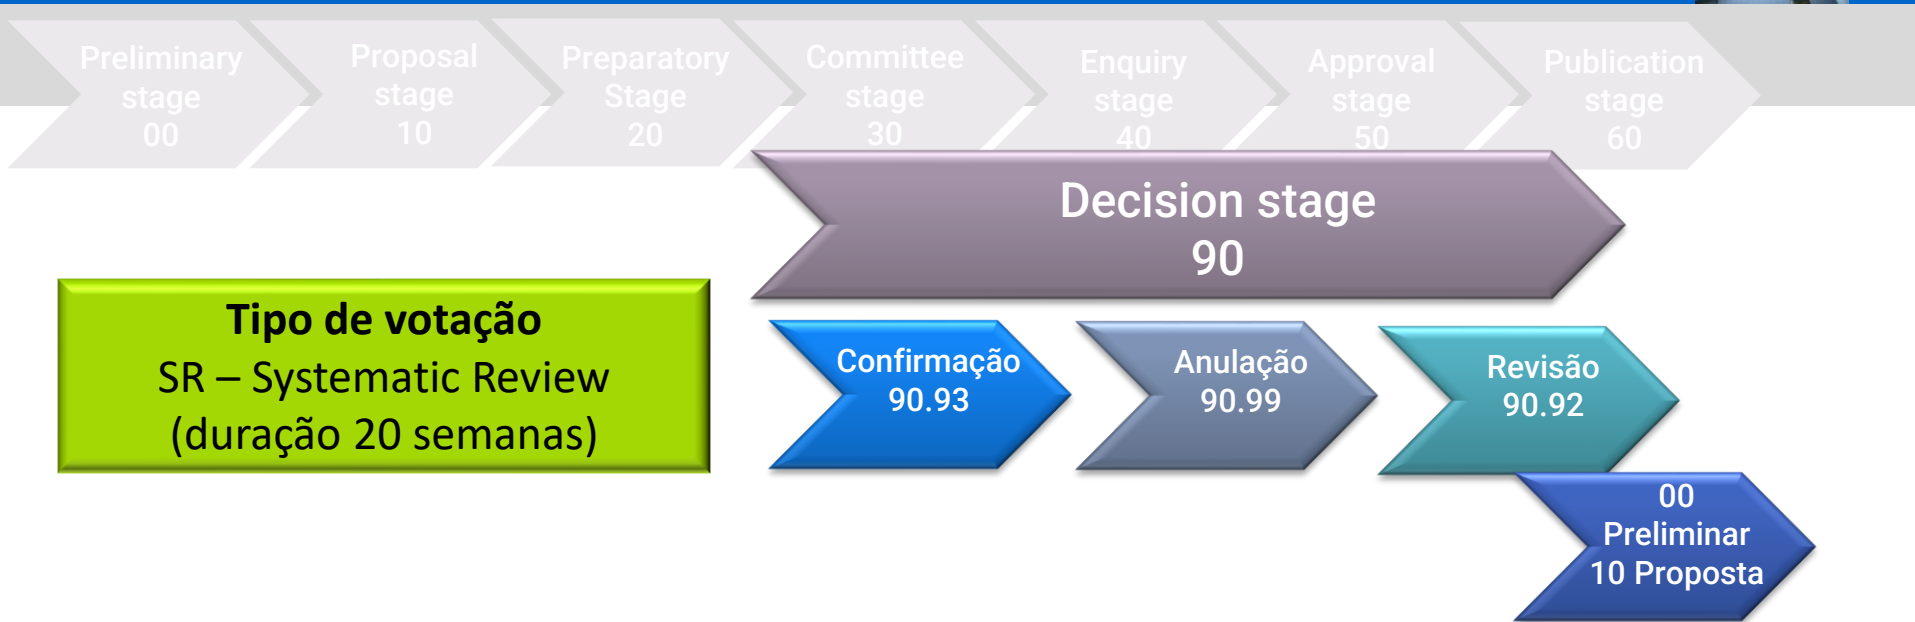 Preliminary
stage
00
Proposal
stage
10
Preparatory
Stage
20
Committee
stage
30
Enquiry
stage
40
Approval
stage
50
Publication
stage
60
Decision stage
90
Tipo de votação
SR – Systematic Review
(duração 20 semanas)
Confirmação
90.93
Anulação
90.99
Revisão
90.92
00
Preliminar
10 Proposta